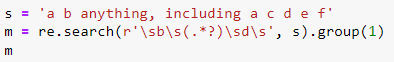 s = 'a b anything, including a c d e f'
m = re.search(r'\sb\s(.*?)\sd\s', s).group(1)
m